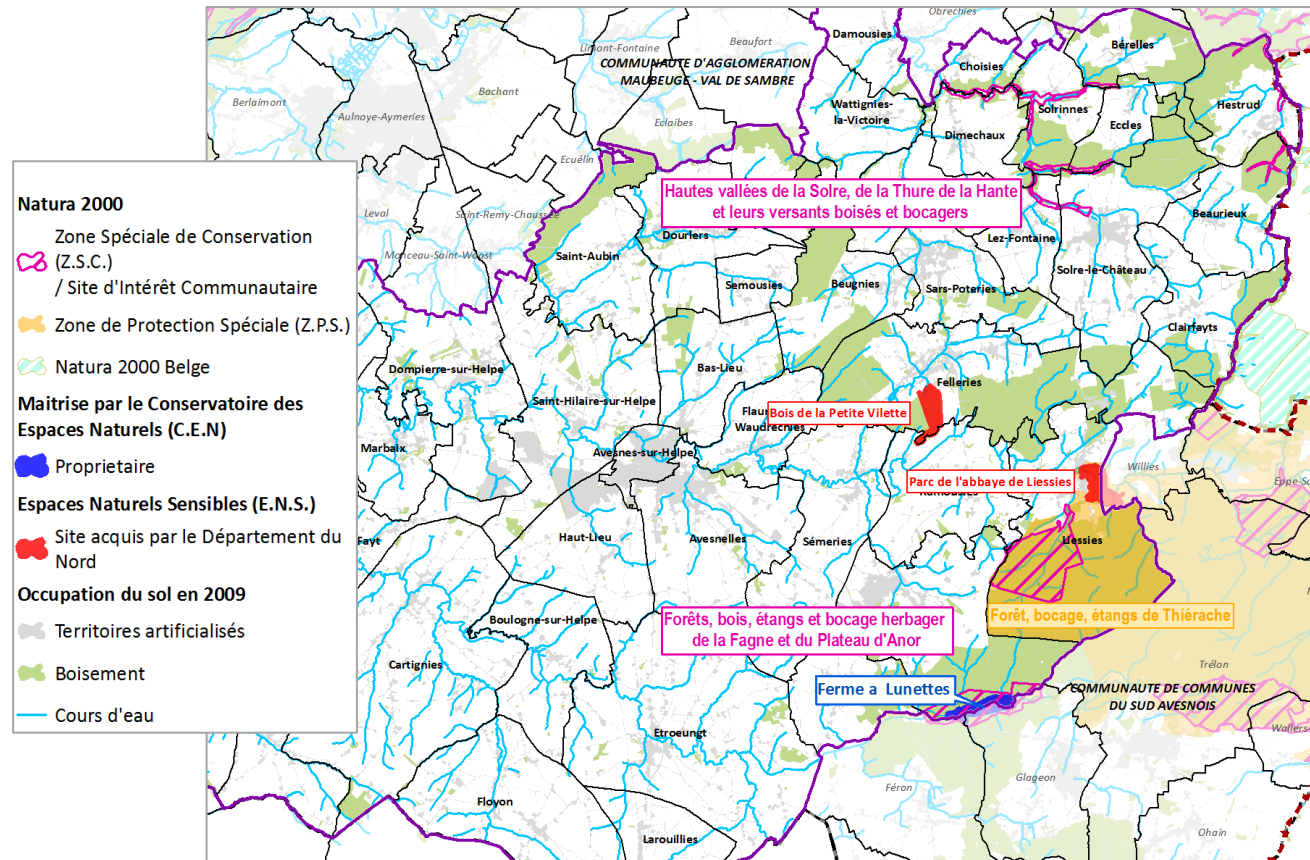 Natura 2000
Zone Spéciale de Conservation
(Z.S.C.)
/ Site d'Intérêt Communautaire
Zone de Protection Spéciale (Z.P.S.)
Natura 2000 Belge
Maitrise par le Conservatoire des
Espaces Naturels (C.E.N)
Proprietaire
Espaces Naturels Sensibles (E.N.S.)
Site acquis par le Département du
Nord
Occupation du sol en 2009
Territoires artificialisés
Boisement
Cours d'eau
Obrechies
Damousies
Beaufort
Limont-Fontaine
Bérelles
COMMUNAUTE D'AGGLOMERATION
MAUBEUGE - VAL DE SAMBRE
Choisies
Bachant
Berlaimont
Wattignies-
la-Victoire
Solrinnes
Hestrud
Aulnoye-Aymeries
Eclaibes
Eccles
Dimechaux
Ecuélin
Hautes vallées de la Solre, de la Thure de la Hante
et leurs versants boisés et bocagers
Leval
Saint-Remy-Chaussée
Beaurieux
Dourlers
Lez-Fontaine
Monceau-Saint-Waast
Saint-Aubin
Solre-le-Château
Semousies
Beugnies
Sars-Poteries
Clairfayts
Dompierre-sur-Helpe
Bas-Lieu
Felleries
Saint-Hilaire-sur-Helpe
Bois de la Petite Vilette
Waudrechies
Marbaix
Avesnes-sur-Helpe
Willies
Parc de l'abbaye de Liessies
Haut-Lieu
Avesnelles
Sémeries
Liessies
Forêts, bois, étangs et bocage herbager
de la Fagne et du Plateau d'Anor
Forêt, bocage, étangs de Thiérache
Boulogne-sur-Helpe
Cartignies
Trélon
Ferme a Lunettes
COMMUNAUTE DE COMMUNES
DU SUD AVESNOIS
Etroeungt
Glageon
Féron
Floyon
Ohain
Larouillies